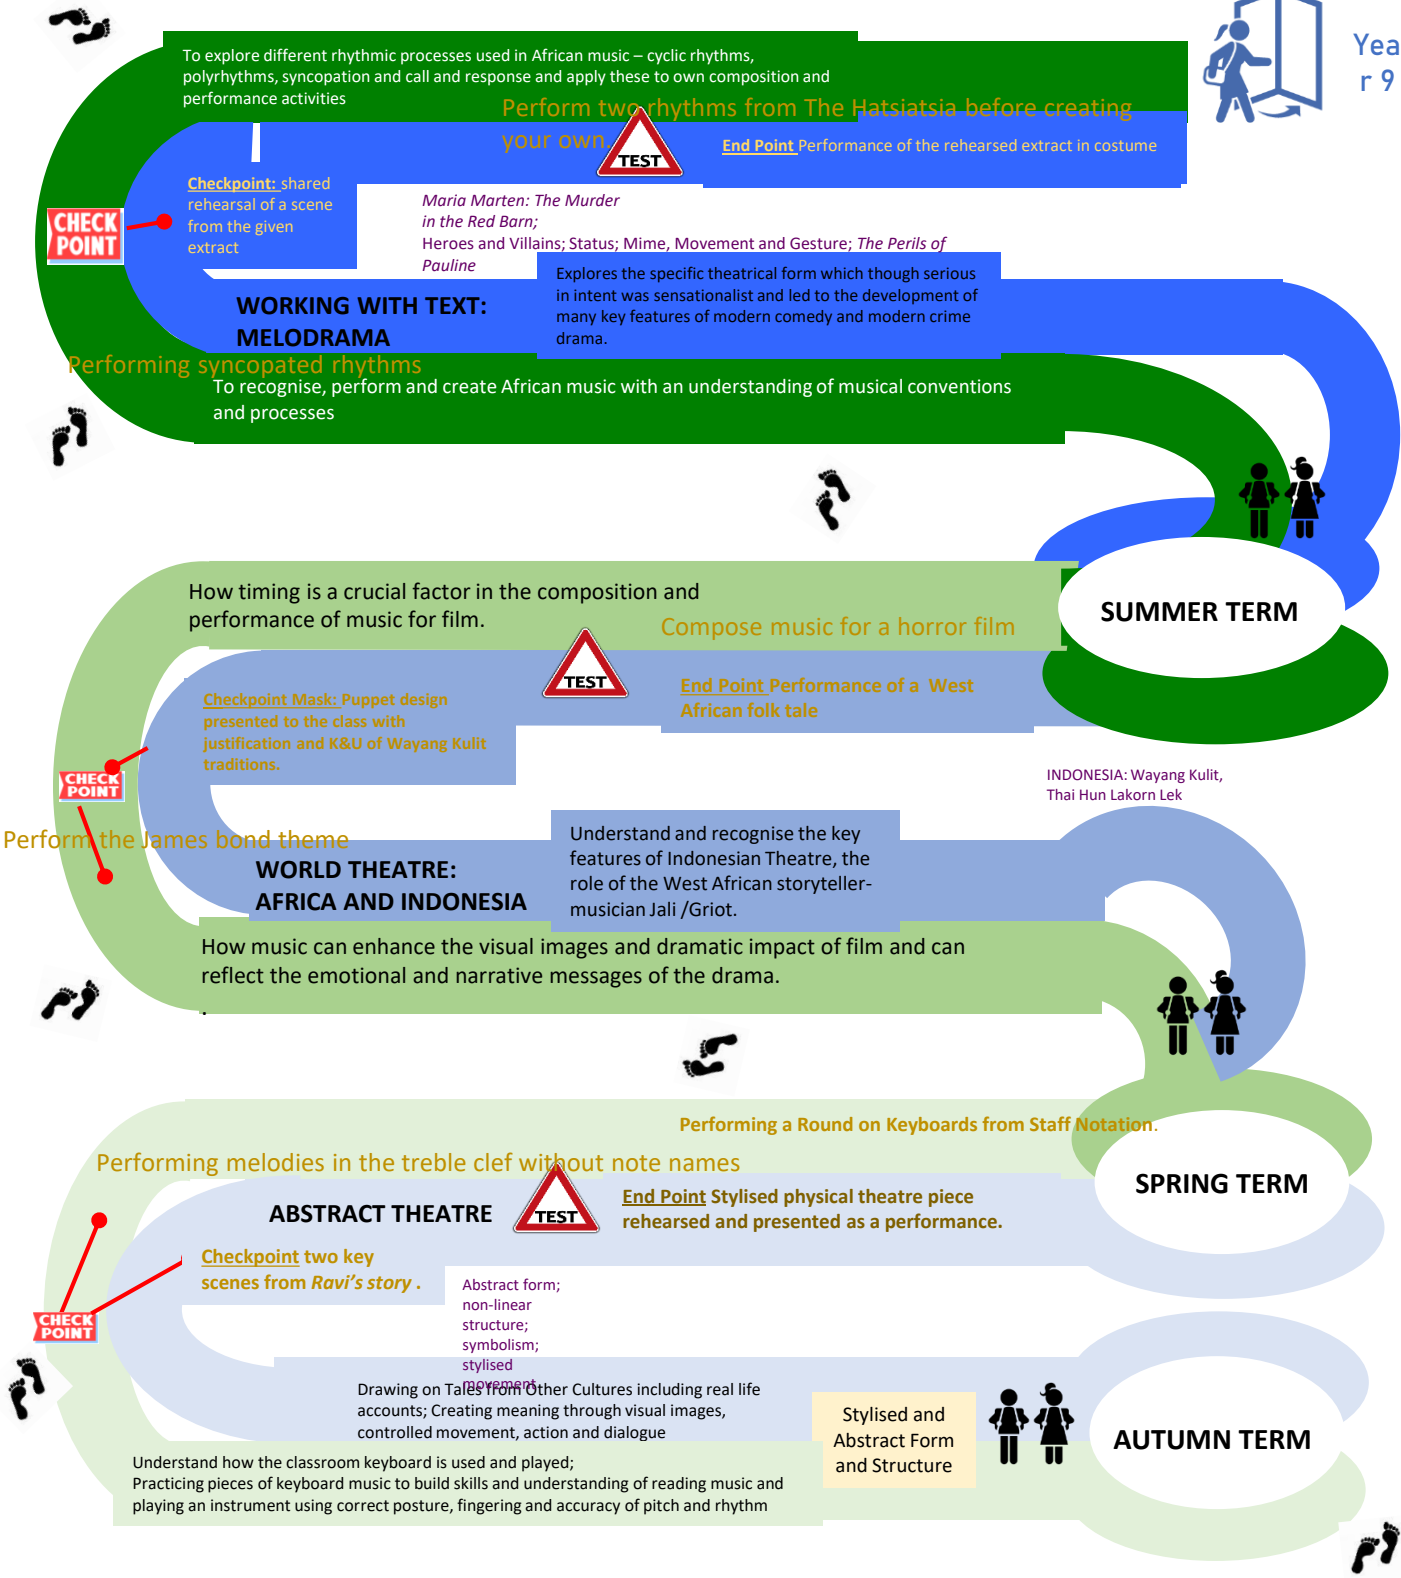 Yea
r 9
To explore different rhythmic processes used in African music – cyclic rhythms,
polyrhythms, syncopation and call and response and apply these to own composition and
performance activities
Perform two rhythms from The Hatsiatsia before creating
your own.
TEST
End Point Performance of the rehearsed extract in costume
Checkpoint: shared
rehearsal of a scene
from the given
extract
CHECK
POINT
Maria Marten: The Murder
in the Red Barn;
Heroes and Villains; Status; Mime, Movement and Gesture; The Perils of
Pauline
Explores the specific theatrical form which though serious
in intent was sensationalist and led to the development of
many key features of modern comedy and modern crime
drama.
WORKING WITH TEXT:
MELODRAMA
Performing syncopated rhythms
To recognise, perform and create African music with an understanding of musical conventions
and processes
SUMMER TERM
How timing is a crucial factor in the composition and
performance of music for film.
Compose music for a horror film
TEST
End Point Performance of a West
African folk tale
Checkpoint Mask: Puppet design
presented to the class with
justification and K&U of Wayang Kulit
traditions.
CHECK
POINT
INDONESIA: Wayang Kulit,
Thai Hun Lakorn Lek
Perform the James bond theme
WORLD THEATRE:
AFRICA AND INDONESIA
Understand and recognise the key
features of Indonesian Theatre, the
role of the West African storyteller-
musician Jali /Griot.
How music can enhance the visual images and dramatic impact of film and can
reflect the emotional and narrative messages of the drama.
.
Performing a Round on Keyboards from Staff Notation.
Performing melodies in the treble clef without note names
SPRING TERM
ABSTRACT THEATRE
TEST
End Point Stylised physical theatre piece
rehearsed and presented as a performance.
Checkpoint two key
scenes from Ravi's story .
CHECK
POINT
Abstract form;
non-linear
structure;
symbolism;
stylised
movement
Drawing on Tales from Other Cultures including real life
accounts; Creating meaning through visual images,
controlled movement, action and dialogue
Stylised and
Abstract Form
and Structure
AUTUMN TERM
Understand how the classroom keyboard is used and played;
Practicing pieces of keyboard music to build skills and understanding of reading music and
playing an instrument using correct posture, fingering and accuracy of pitch and rhythm